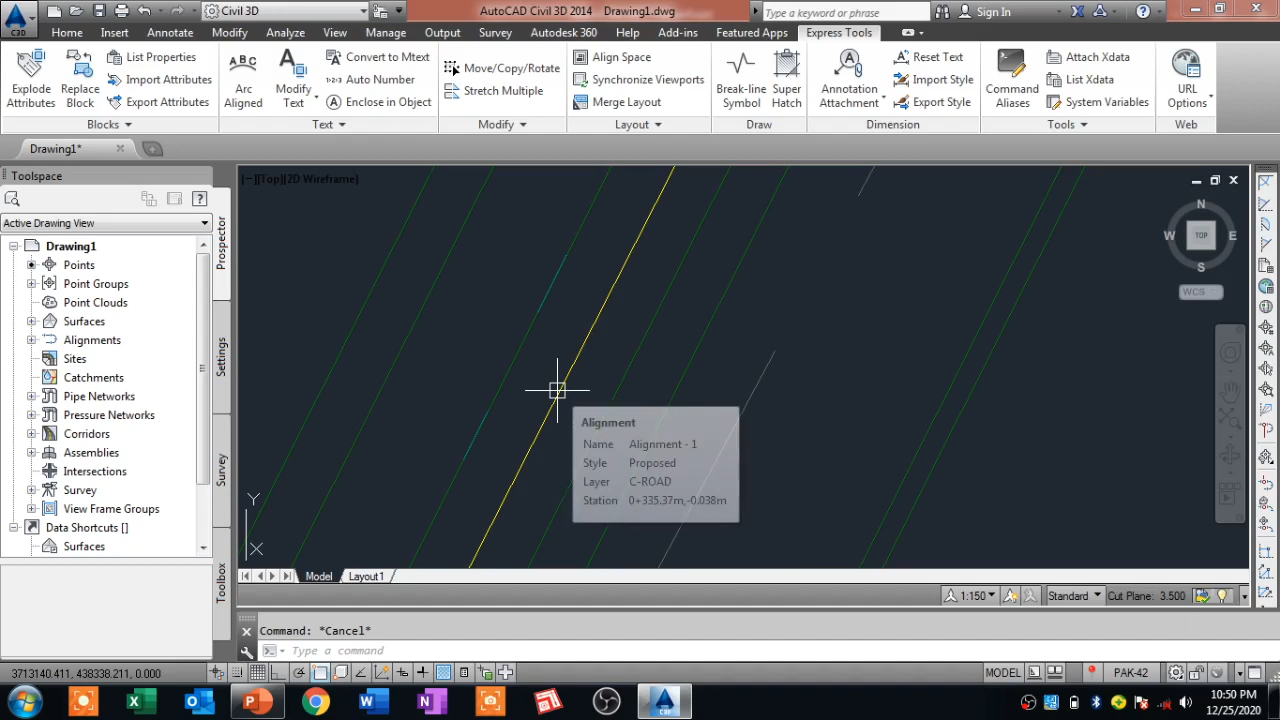 Civil 3D
AutoCAD Civil 3D 2014 Drawing1.dwg
Type a keyword or phrase
Sign In
Home Insert Annotate Modify Analyze View Manage Output Survey Autodesk 360 Help Add-ins Featured Apps Express Tools
Explode Attributes
Replace Block
List Properties
Import Attributes
Export Attributes
Blocks
Arc Aligned
Modify Text
Convert to Mtext
Auto Number
Enclose in Object
Text
Move/Copy/Rotate
Stretch Multiple
Modify
Align Space
Synchronize Viewports
Merge Layout
Layout
Break-line Symbol
Super Hatch
Draw
Annotation Attachment
Reset Text
Import Style
Export Style
Dimension
Command Aliases
Attach Xdata
List Xdata
System Variables
Tools
URL Options
Web
Drawing1*
Toolspace
Active Drawing View
Drawing1
Points
Point Groups
Point Clouds
Surfaces
Alignments
Sites
Catchments
Pipe Networks
Pressure Networks
Corridors
Assemblies
Intersections
Survey
View Frame Groups
Data Shortcuts []
Surfaces
Prospector
Settings
Survey
Toolbox
[−][Top][2D Wireframe]
N
W TOP E
S
WCS
Alignment
Name Alignment - 1
Style Proposed
Layer C-ROAD
Station 0+335.37m,-0.038m
Y
X
Model Layout1
1:150 Standard Cut Plane: 3.500
Command: *Cancel*
Type a command
3713140.411, 438338.211, 0.000
MODEL
PAK-42
10:50 PM
12/25/2020